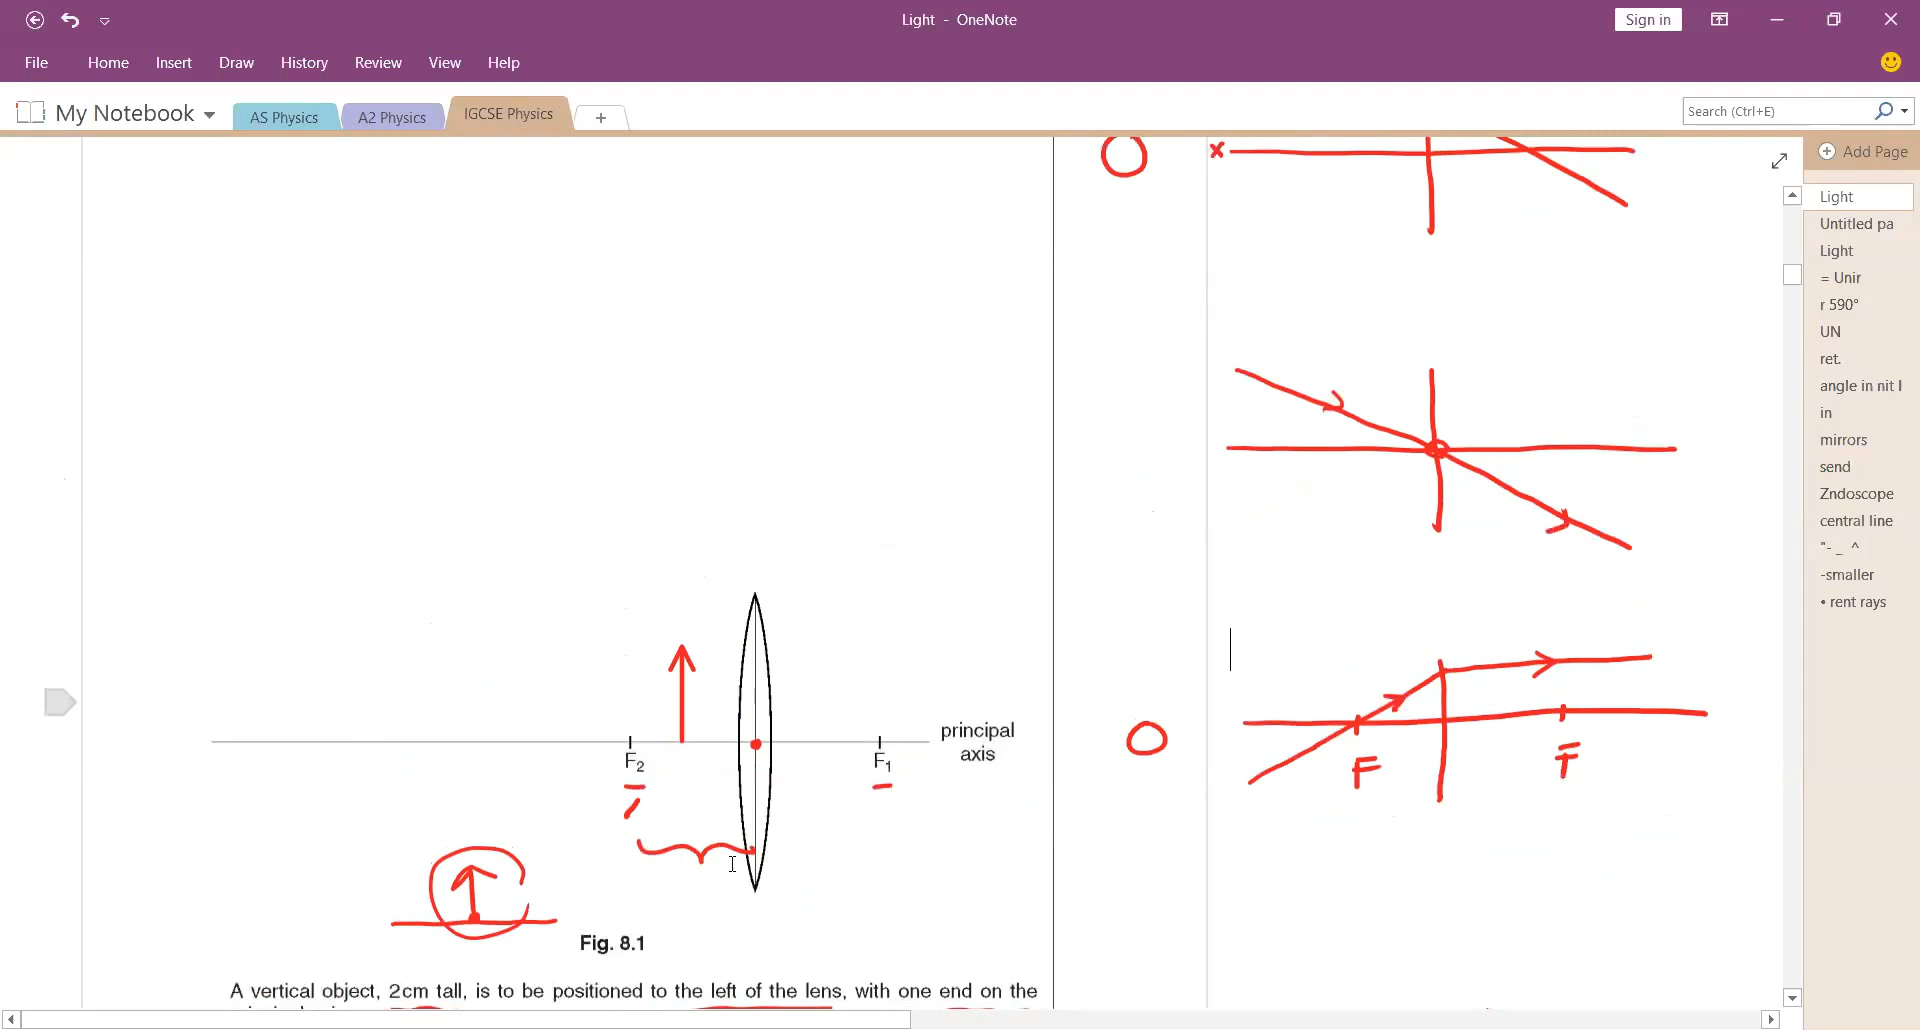 Light - OneNote
Sign in
File Home Insert Draw History Review View Help
My Notebook
AS Physics
A2 Physics
IGCSE Physics
+
Search (Ctrl+E)
Add Page
Light
Untitled pa
Light
= Unir
r 590°
UN
ret.
angle in nit I
in
mirrors
send
Zndoscope
central line
"- _ ^
-smaller
• rent rays
x
F
F
principal
axis
F₂
F₁
Fig. 8.1
A vertical object, 2cm tall, is to be positioned to the left of the lens, with one end on the